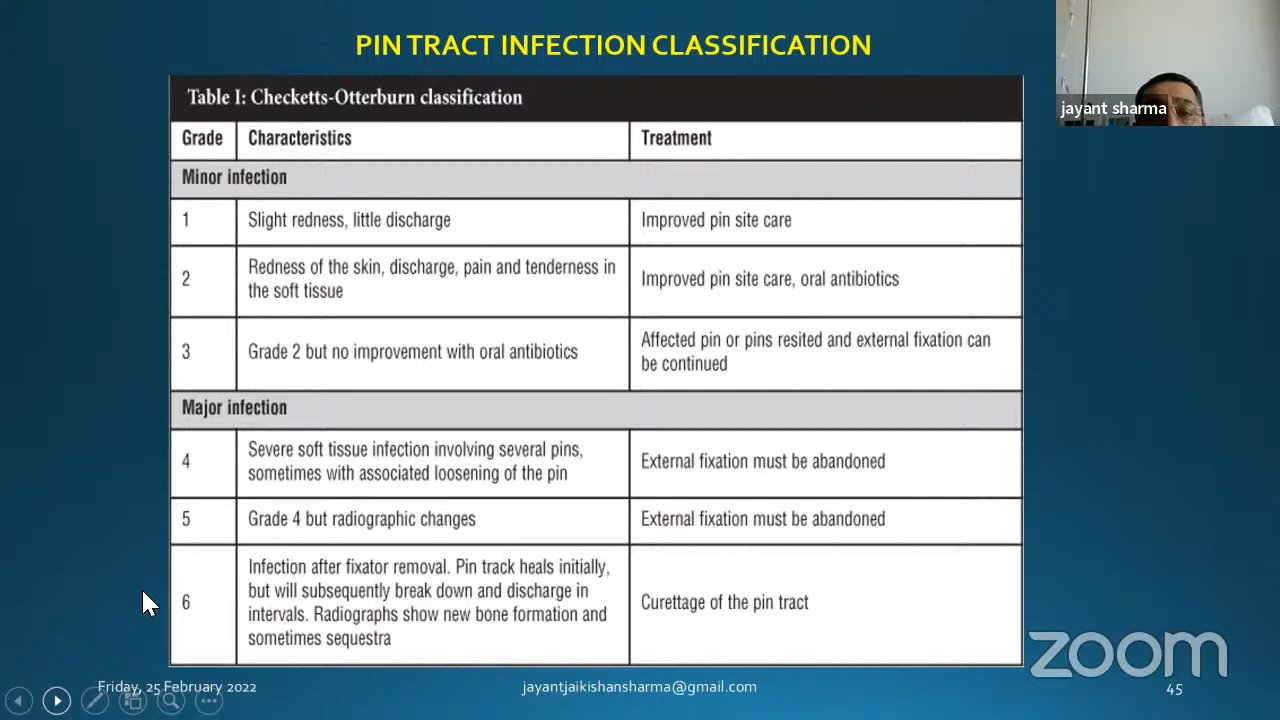 PIN TRACT INFECTION CLASSIFICATION
jayant sharma
Table I: Checketts-Otterburn classification
Grade Characteristics Treatment
Minor infection
1 Slight redness, little discharge Improved pin site care
2 Redness of the skin, discharge, pain and tenderness in
the soft tissue
Improved pin site care, oral antibiotics
3 Grade 2 but no improvement with oral antibiotics
Affected pin or pins resited and external fixation can
be continued
Major infection
4 Severe soft tissue infection involving several pins,
sometimes with associated loosening of the pin
External fixation must be abandoned
5 Grade 4 but radiographic changes External fixation must be abandoned
6 Infection after fixator removal. Pin track heals initially,
but will subsequently break down and discharge in
intervals. Radiographs show new bone formation and
sometimes sequestra
Curettage of the pin tract
zoom
Friday, 25 February 2022 jayantjaikishansharma@gmail.com 45